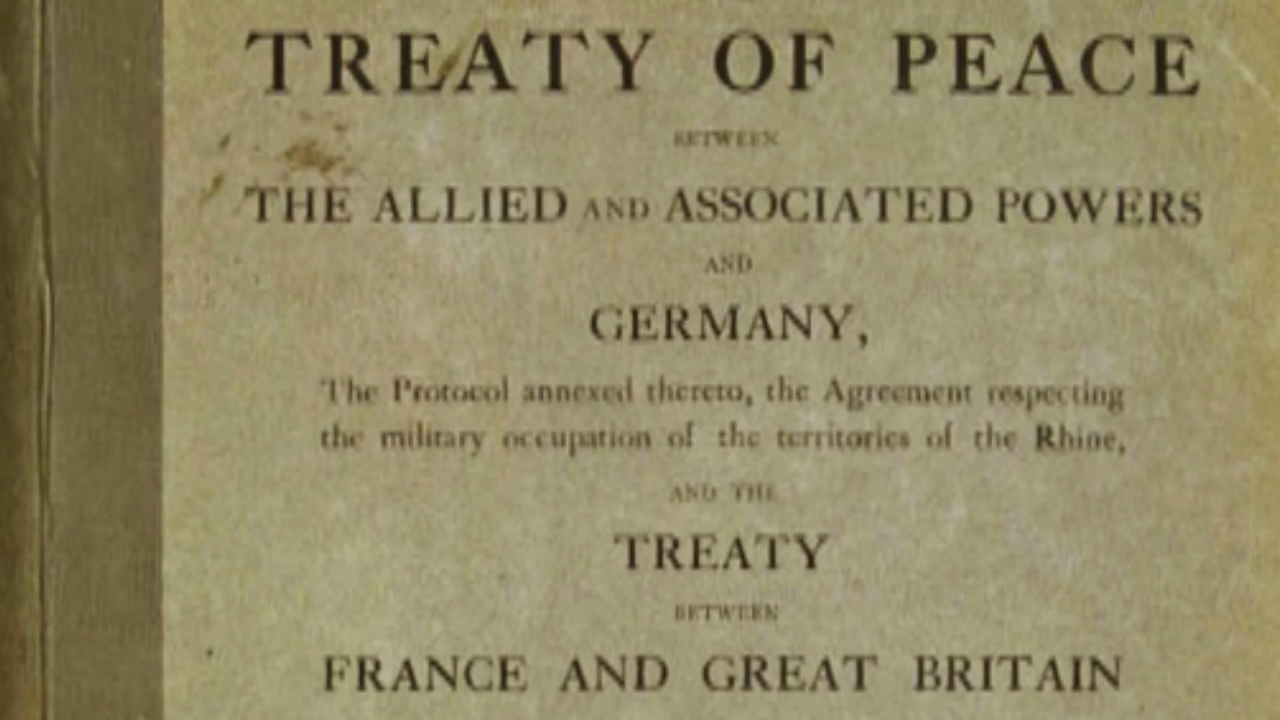 TREATY OF PEACE
BETWEEN
THE ALLIED AND ASSOCIATED POWERS
AND
GERMANY,
The Protocol annexed thereto, the Agreement respecting
the military occupation of the territories of the Rhine,
AND THE
TREATY
BETWEEN
FRANCE AND GREAT BRITAIN